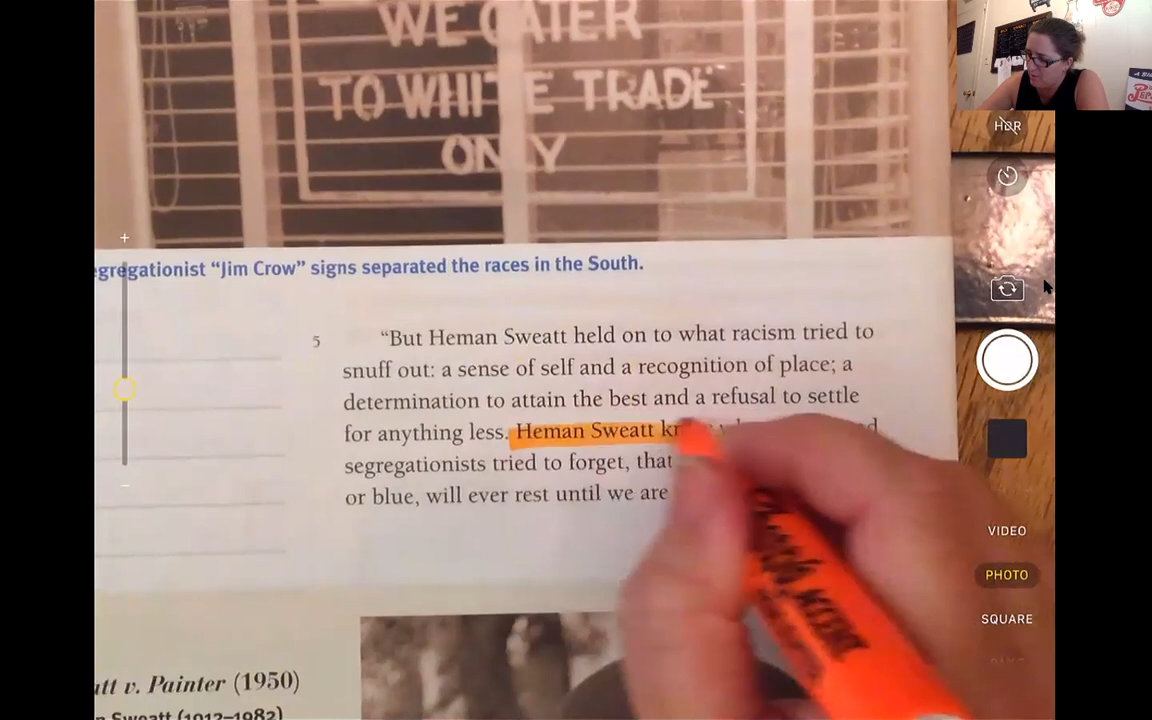 WE CATER
TO WHITE TRADE
ONLY
HDR
egregationist “Jim Crow” signs separated the races in the South.
5 “But Heman Sweatt held on to what racism tried to
snuff out: a sense of self and a recognition of place; a
determination to attain the best and a refusal to settle
for anything less. Heman Sweatt
segregationists tried to forget, that
or blue, will ever rest until we are
VIDEO
PHOTO
SQUARE
att v. Painter (1950)
n Sweatt (1912–1982)